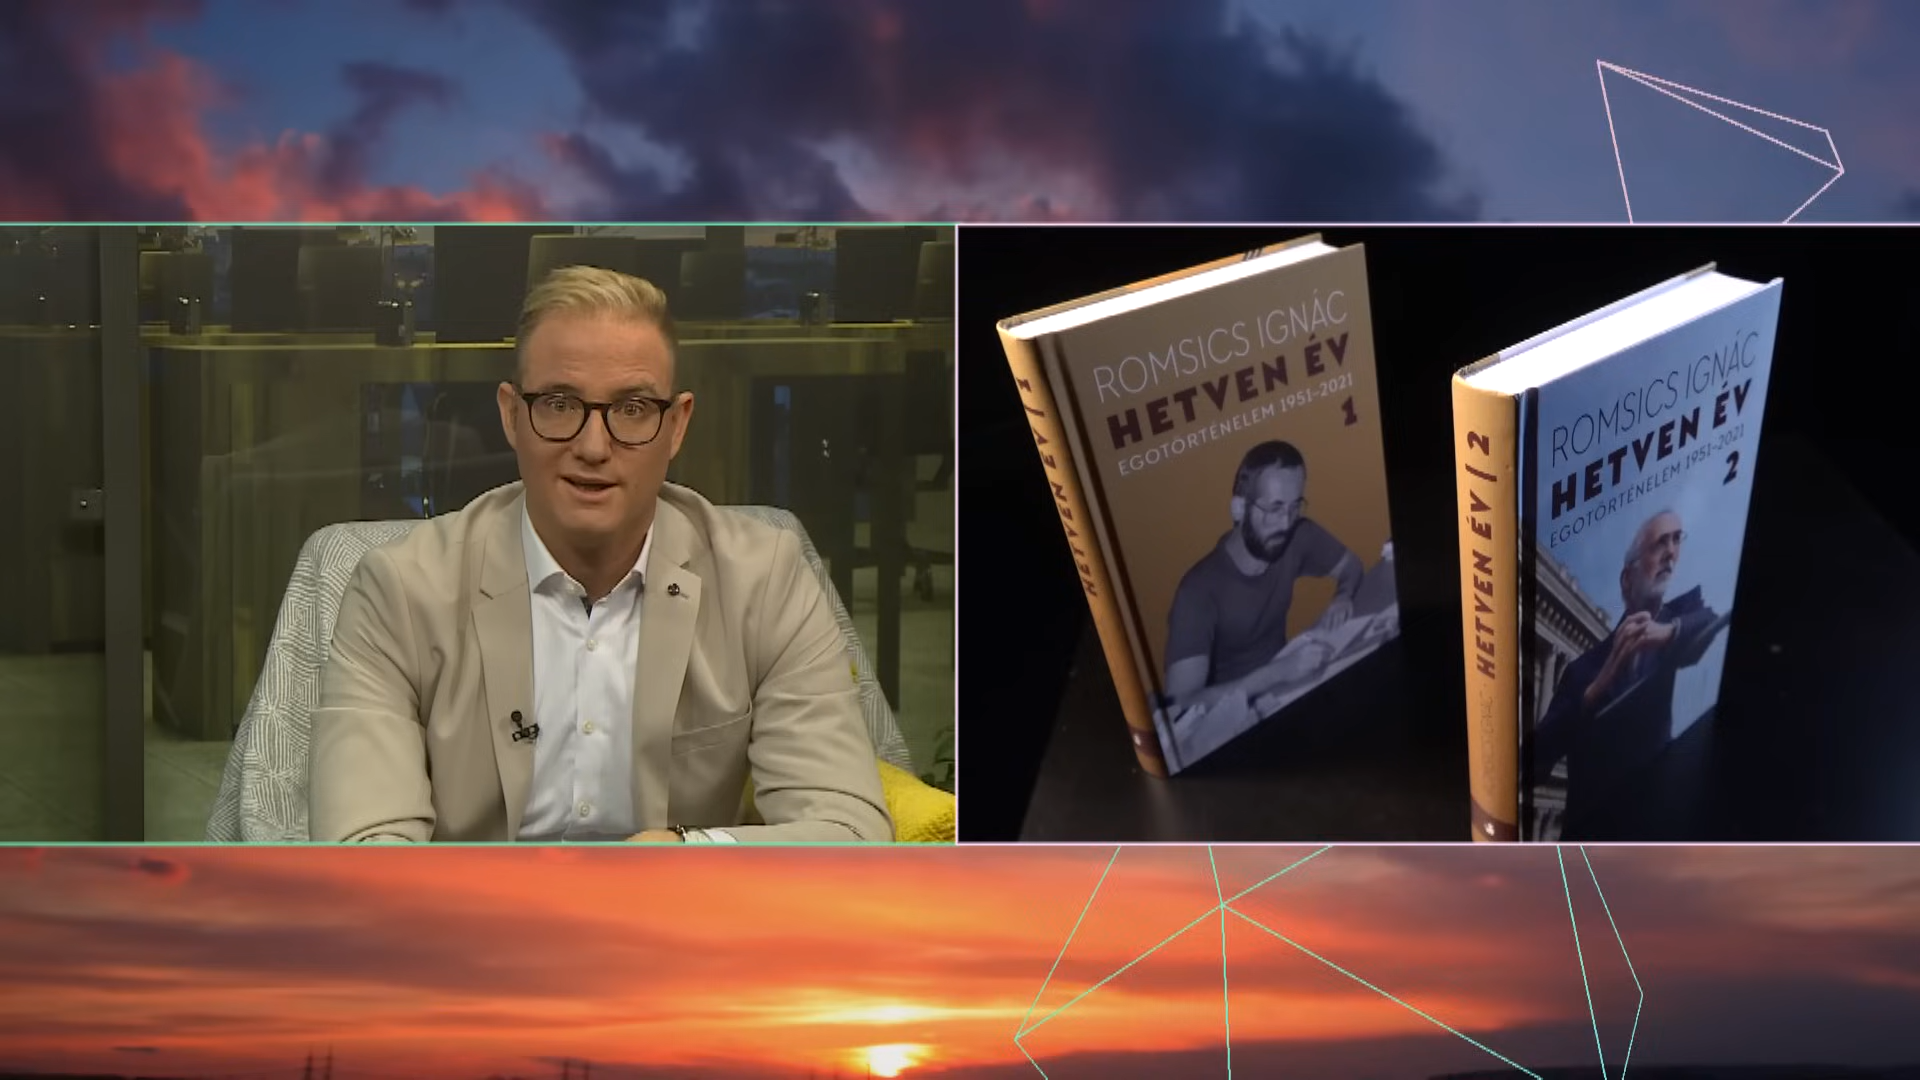 ROMSICS IGNÁC
HETVEN ÉV
EGOTÖRTÉNELEM 1951–2021
1
HETVEN ÉV | 1
ROMSICS IGNÁC
HETVEN ÉV
EGOTÖRTÉNELEM 1951–2021
2
HETVEN ÉV | 2